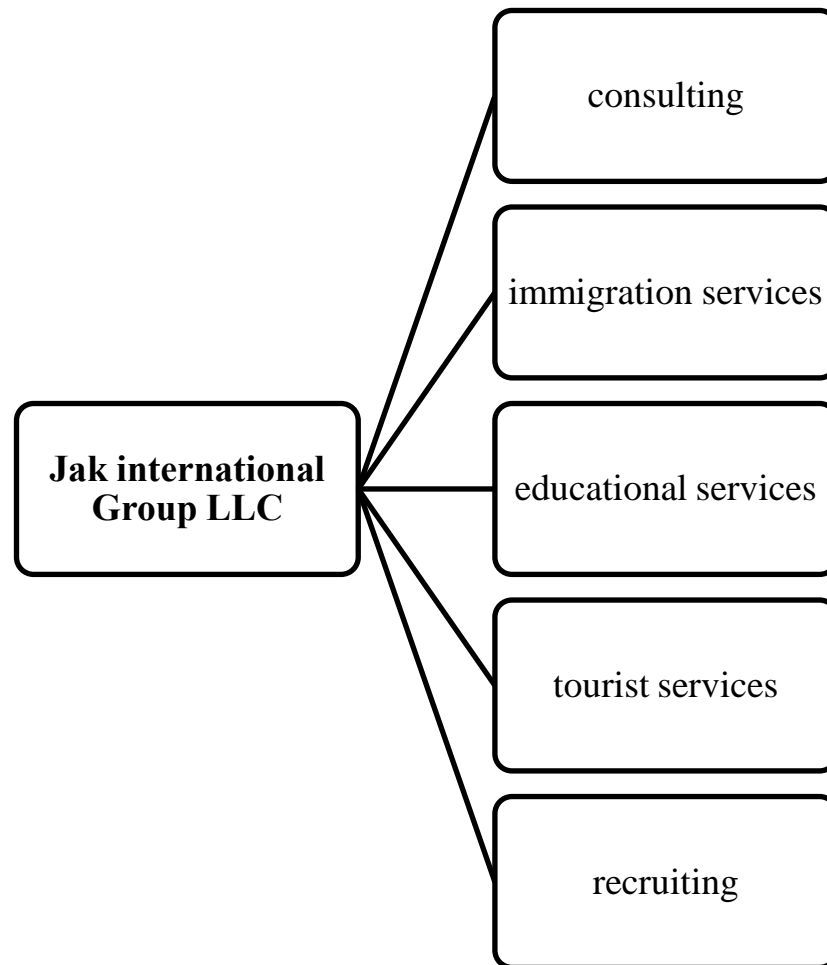 consulting
immigration services
Jak international
Group LLC
educational services
tourist services
recruiting